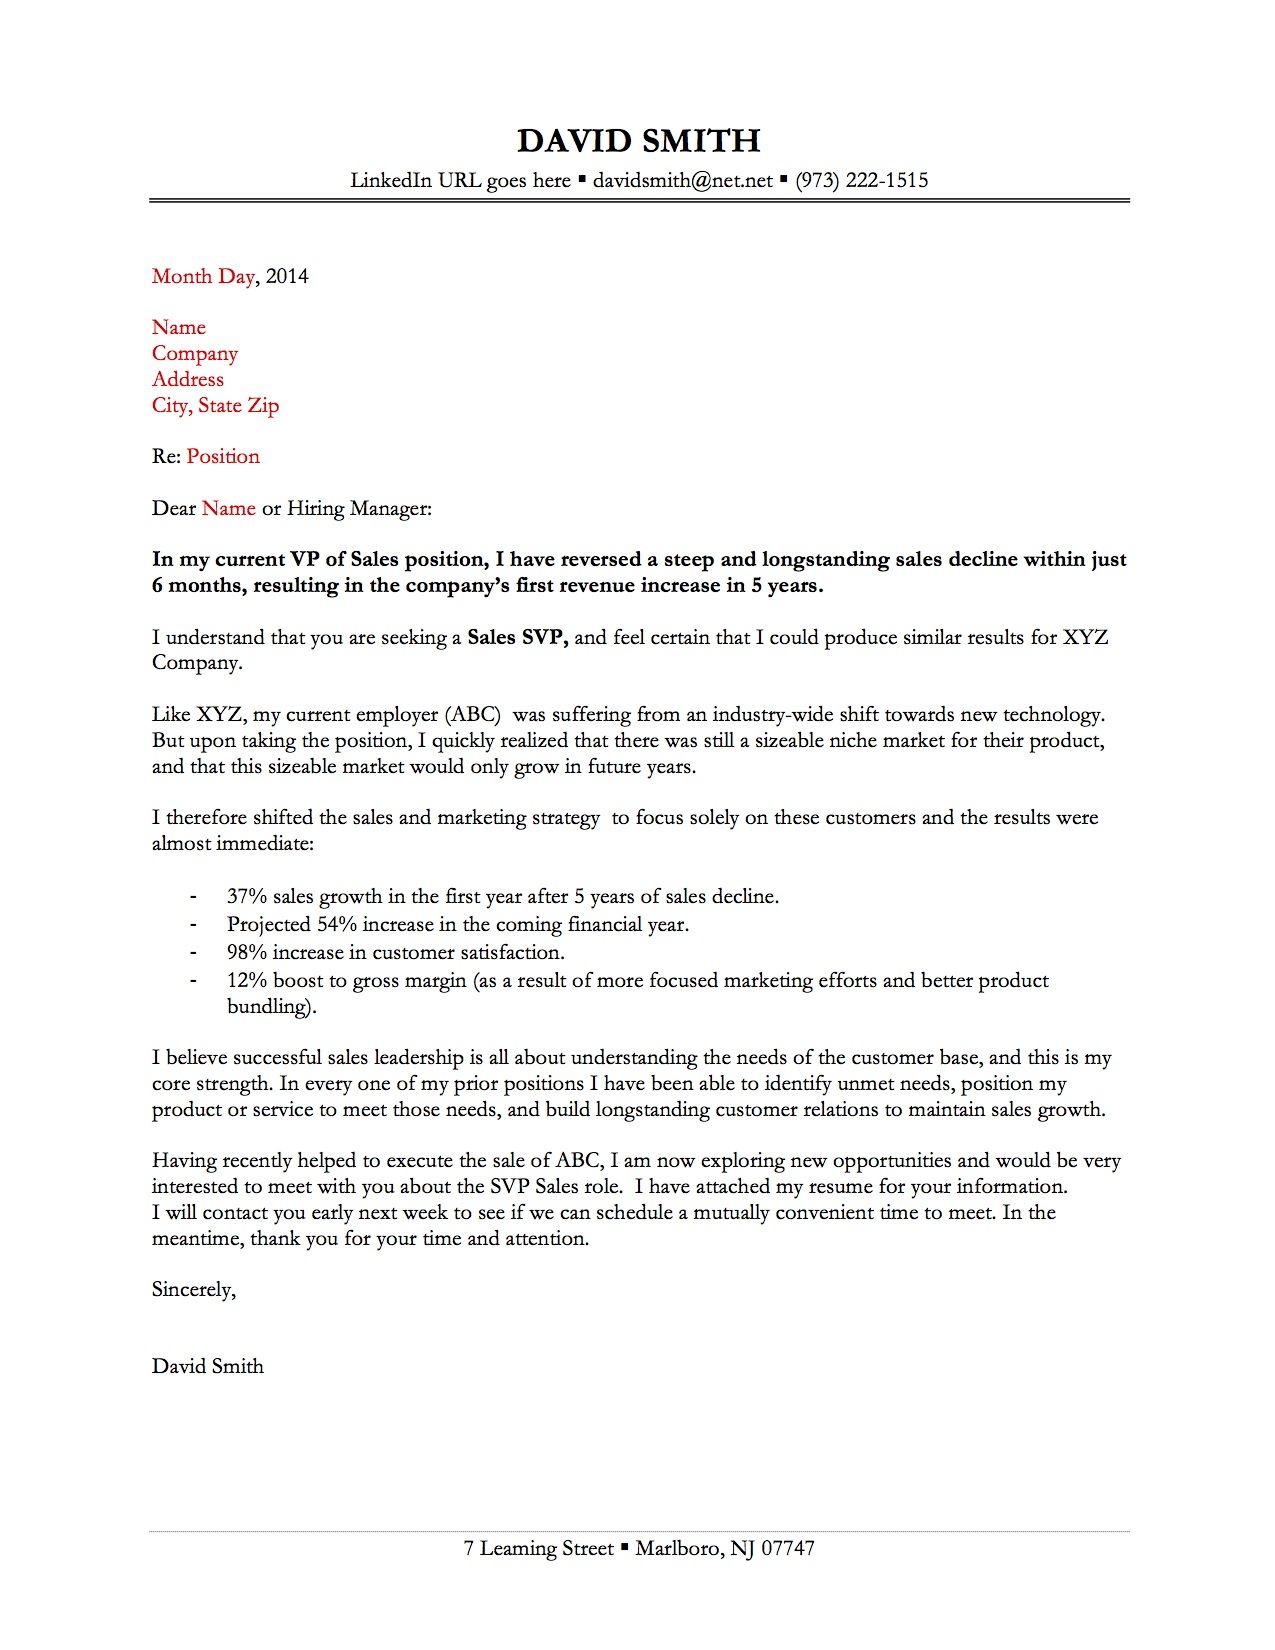 DAVID SMITH
LinkedIn URL goes here ▪ davidsmith@net.net ▪ (973) 222-1515
Month Day, 2014
Name
Company
Address
City, State Zip
Re: Position
Dear Name or Hiring Manager:
In my current VP of Sales position, I have reversed a steep and longstanding sales decline within just
6 months, resulting in the company's first revenue increase in 5 years.
I understand that you are seeking a Sales SVP, and feel certain that I could produce similar results for XYZ
Company.
Like XYZ, my current employer (ABC)  was suffering from an industry-wide shift towards new technology.
But upon taking the position, I quickly realized that there was still a sizeable niche market for their product,
and that this sizeable market would only grow in future years.
I therefore shifted the sales and marketing strategy  to focus solely on these customers and the results were
almost immediate:
- 37% sales growth in the first year after 5 years of sales decline.
- Projected 54% increase in the coming financial year.
- 98% increase in customer satisfaction.
- 12% boost to gross margin (as a result of more focused marketing efforts and better product
bundling).
I believe successful sales leadership is all about understanding the needs of the customer base, and this is my
core strength. In every one of my prior positions I have been able to identify unmet needs, position my
product or service to meet those needs, and build longstanding customer relations to maintain sales growth.
Having recently helped to execute the sale of ABC, I am now exploring new opportunities and would be very
interested to meet with you about the SVP Sales role.  I have attached my resume for your information.
I will contact you early next week to see if we can schedule a mutually convenient time to meet. In the
meantime, thank you for your time and attention.
Sincerely,
David Smith
7 Leaming Street ▪ Marlboro, NJ 07747